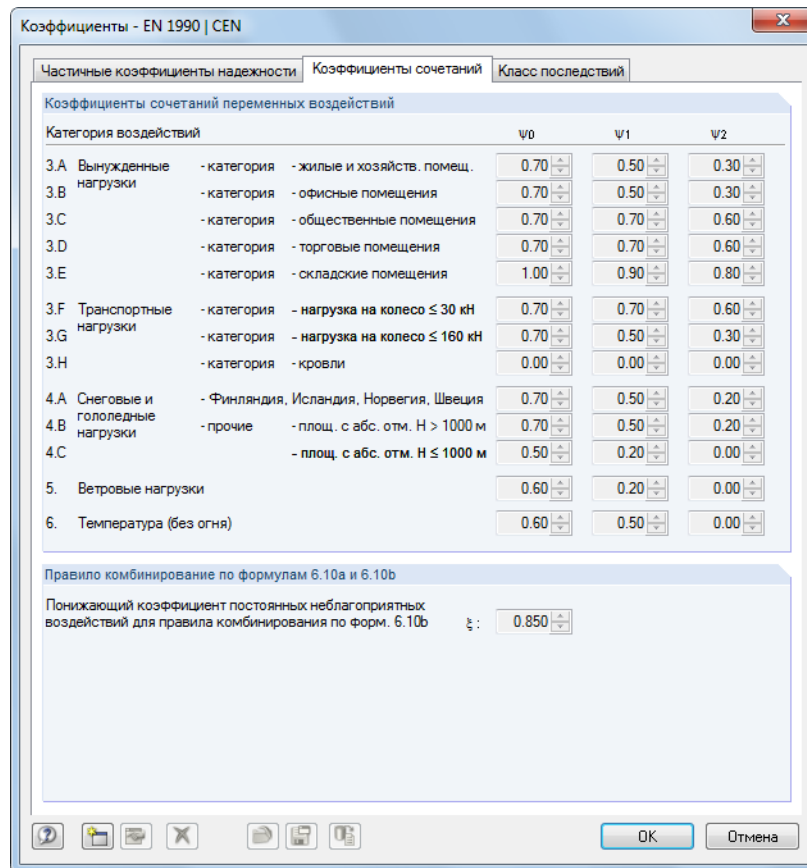 Коэффициенты - EN 1990 | CEN
Частичные коэффициенты надежности Коэффициенты сочетаний Класс последствий
Коэффициенты сочетаний переменных воздействий
Категория воздействий Ψ0 Ψ1 Ψ2
3.A Вынужденные нагрузки - категория - жилые и хозяйств. помещ. 0.70 0.50 0.30
3.B - категория - офисные помещения 0.70 0.50 0.30
3.C - категория - общественные помещения 0.70 0.70 0.60
3.D - категория - торговые помещения 0.70 0.70 0.60
3.E - категория - складские помещения 1.00 0.90 0.80
3.F Транспортные нагрузки - категория – нагрузка на колесо ≤ 30 кН 0.70 0.70 0.60
3.G - категория – нагрузка на колесо ≤ 160 кН 0.70 0.50 0.30
3.H - категория - кровли 0.00 0.00 0.00
4.A Снеговые и гололедные нагрузки - Финляндия, Исландия, Норвегия, Швеция 0.70 0.50 0.20
4.B - прочие - площ. с абс. отм. H > 1000 м 0.70 0.50 0.20
4.C – площ. с абс. отм. H ≤ 1000 м 0.50 0.20 0.00
5. Ветровые нагрузки 0.60 0.20 0.00
6. Температура (без огня) 0.60 0.50 0.00
Правило комбинирование по формулам 6.10a и 6.10b
Понижающий коэффициент постоянных неблагоприятных
воздействий для правила комбинирования по форм. 6.10b ξ : 0.850
OK Отмена